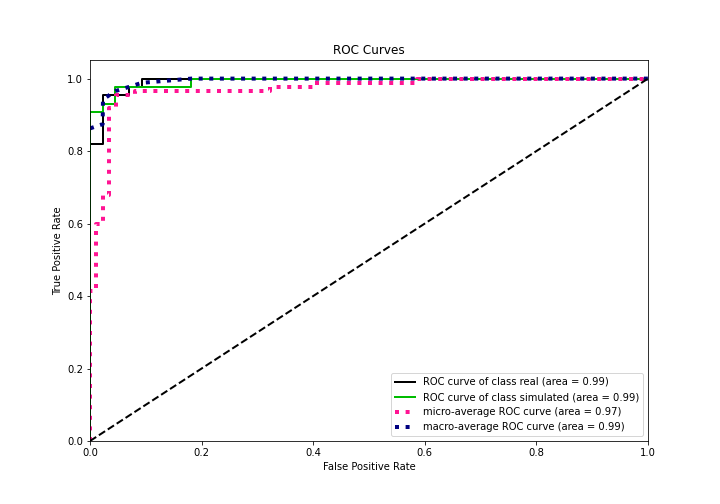 ROC Curves
True Positive Rate
1.0
0.8
0.6
0.4
0.2
0.0
0.0 0.2 0.4 0.6 0.8 1.0
False Positive Rate
ROC curve of class real (area = 0.99)
ROC curve of class simulated (area = 0.99)
micro-average ROC curve (area = 0.97)
macro-average ROC curve (area = 0.99)